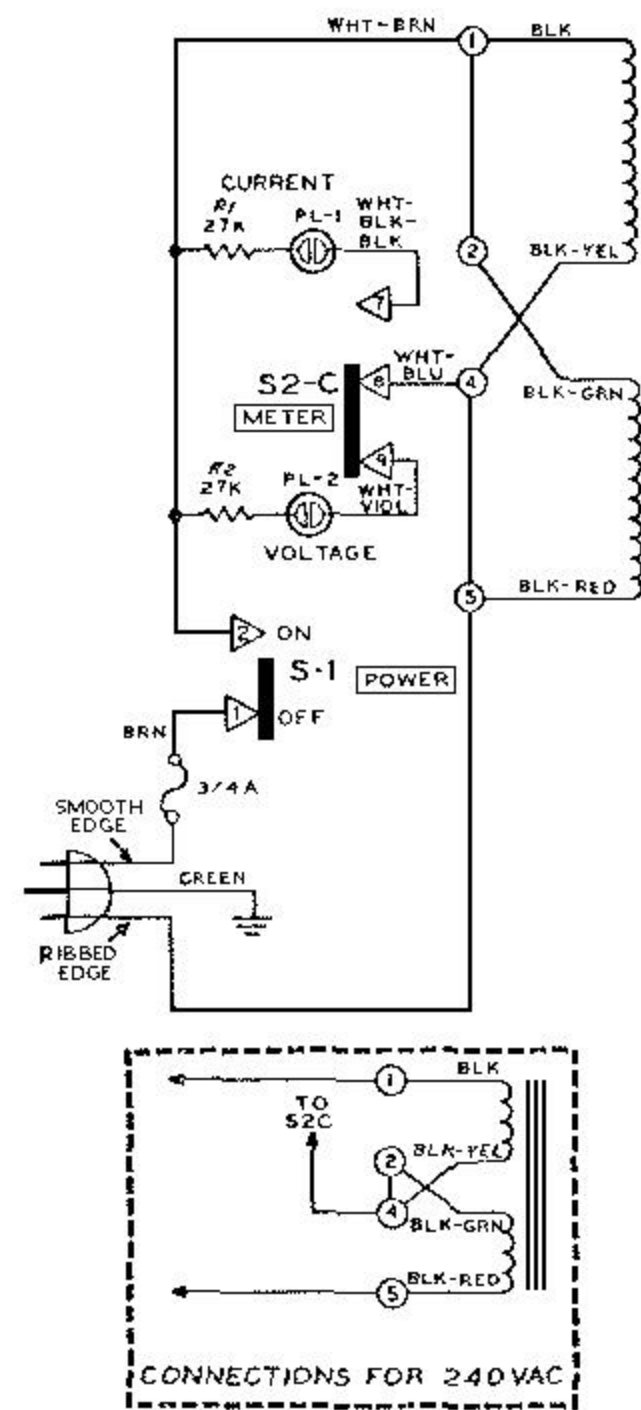 WHT-BRN
1
BLK
CURRENT
R1
27K
PL-1
WHT-
BLK-
BLK
2
BLK-YEL
7
S2-C
METER
8
WHT-
BLU
4
BLK-GRN
R2
27K
PL-2
9
WHT-
VIOL
VOLTAGE
5
BLK-RED
2
ON
S-1
POWER
1
OFF
BRN
3/4A
SMOOTH
EDGE
GREEN
RIBBED
EDGE
1
BLK
TO
S2C
2
BLK-YEL
4
BLK-GRN
5
BLK-RED
CONNECTIONS FOR 240VAC